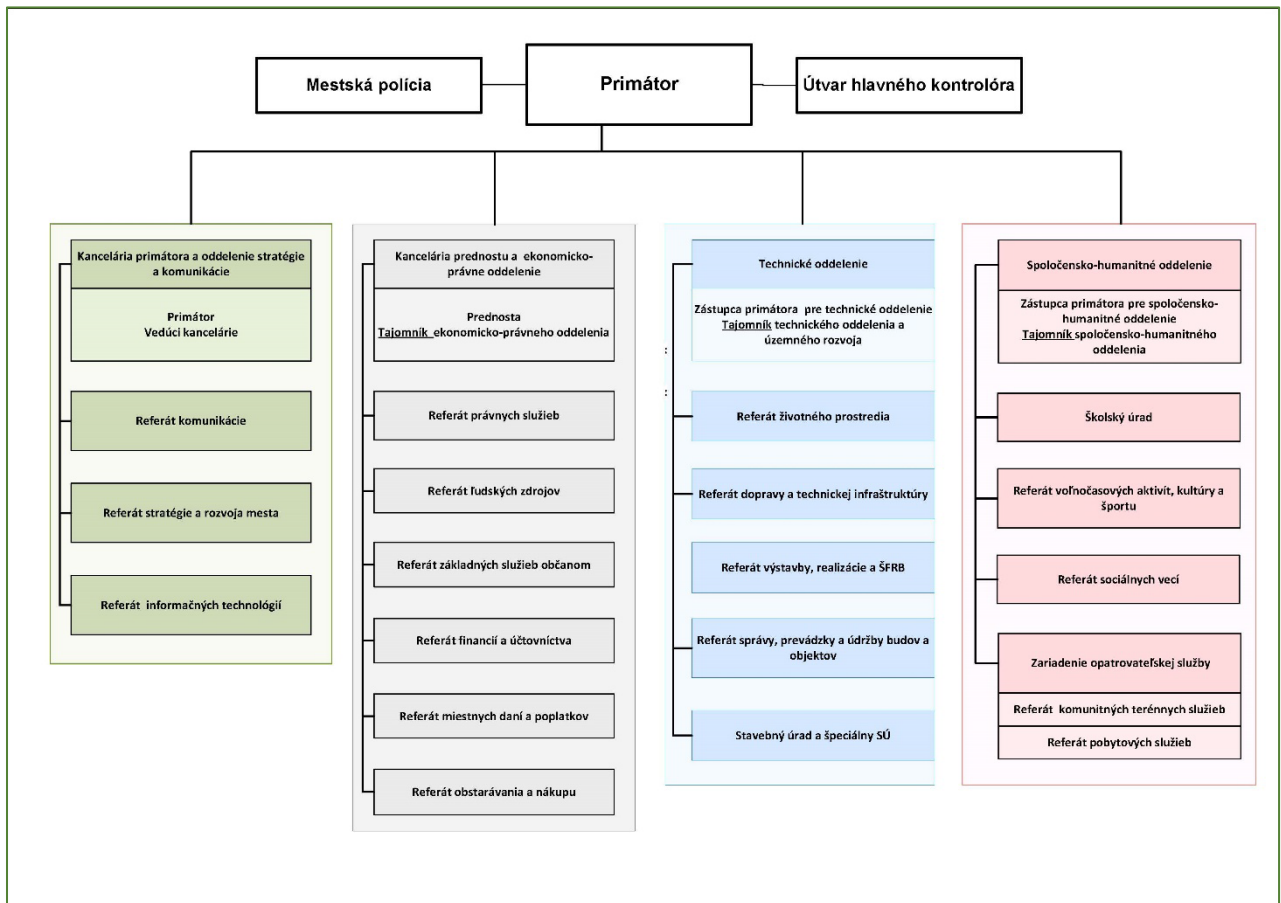 Mestská polícia
Primátor
Útvar hlavného kontrolóra
Kancelária primátora a oddelenie stratégie
a komunikácie
Primátor
Vedúci kancelárie
Referát komunikácie
Referát stratégie a rozvoja mesta
Referát informačných technológií
Kancelária prednostu a ekonomicko-
právne oddelenie
Prednosta
Tajomník ekonomicko-právneho oddelenia
Referát právnych služieb
Referát ľudských zdrojov
Referát základných služieb občanom
Referát financií a účtovníctva
Referát miestnych daní a poplatkov
Referát obstarávania a nákupu
Technické oddelenie
Zástupca primátora pre technické oddelenie
Tajomník technického oddelenia a
územného rozvoja
:
:
Referát životného prostredia
Referát dopravy a technickej infraštruktúry
Referát výstavby, realizácie a ŠFRB
Referát správy, prevádzky a údržby budov a
objektov
Stavebný úrad a špeciálny SÚ
Spoločensko-humanitné oddelenie
Zástupca primátora pre spoločensko-
humanitné oddelenie
Tajomník spoločensko-humanitného
oddelenia
Školský úrad
Referát voľnočasových aktivít, kultúry a
športu
Referát sociálnych vecí
Zariadenie opatrovateľskej služby
Referát komunitných terénnych služieb
Referát pobytových služieb